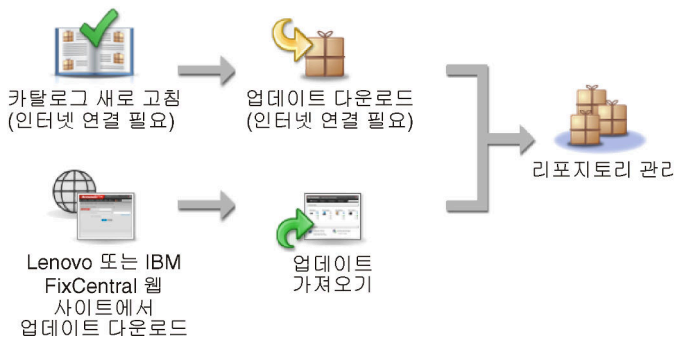 카탈로그 새로 고침
(인터넷 연결 필요)
업데이트 다운로드
(인터넷 연결 필요)
리포지토리 관리
Lenovo 또는 IBM
FixCentral 웹
사이트에서
업데이트 다운로드
업데이트
가져오기